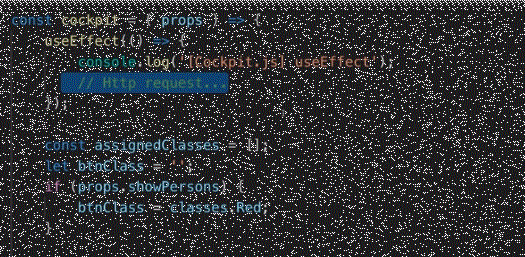 const cockpit = ( props ) => {
useEffect(() => {
console.log('[Cockpit.js] useEffect');
// Http request...
});
const assignedClasses = [];
let btnClass = '';
if (props.showPersons) {
btnClass = classes.Red;
}